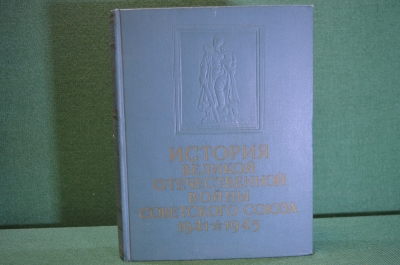 ИСТОРИЯ
ВЕЛИКОЙ
ОТЕЧЕСТВЕННОЙ
ВОЙНЫ
СОВЕТСКОГО СОЮЗА
1941 ★ 1945